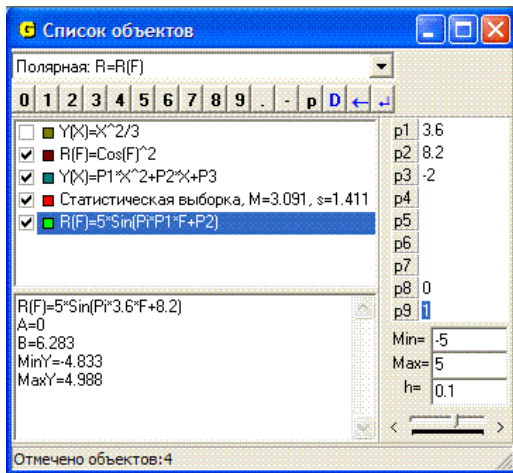 Список объектов
Полярная: R=R(F)
0 1 2 3 4 5 6 7 8 9 . - p D ← ↵
Y(X)=X^2/3
R(F)=Cos(F)^2
Y(X)=P1*X^2+P2*X+P3
Статистическая выборка, M=3.091, s=1.411
R(F)=5*Sin(Pi*P1*F+P2)
p1 3.6
p2 8.2
p3 -2
p4
p5
p6
p7
p8 0
p9 1
R(F)=5*Sin(Pi*3.6*F+8.2)
A=0
B=6.283
MinY=-4.833
MaxY=4.988
Min= -5
Max= 5
h= 0.1
< >
Отмечено объектов:4